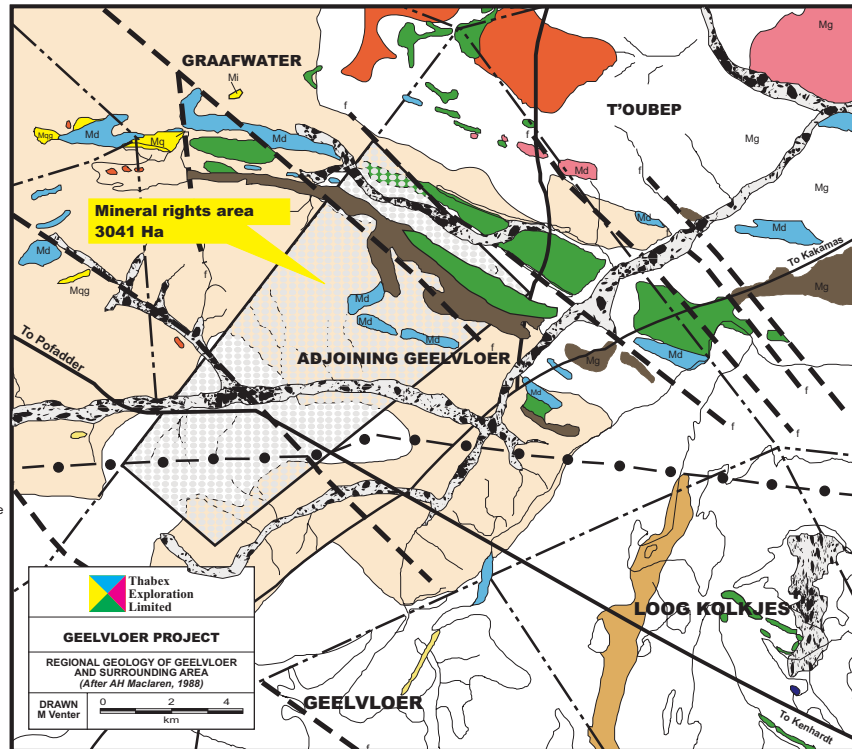 GRAAFWATER
Mi
Mg
T'OUBEP
Mg
Mqg
Md
Mq
Md
f
f
Md
f
Mg
Mineral rights area
3041 Ha
f
Md
Md
Mqg
f
To Kakamas
Mg
Md
Md
Md
To Pofadder
ADJOINING GEELVLOER
f
Mg
Md
Md
f
f
f
e
Thabex
Exploration
Limited
GEELVLOER PROJECT
REGIONAL GEOLOGY OF GEELVLOER
AND SURROUNDING AREA
(After AH Maclaren, 1988)
DRAWN
M Venter
0 2 4
km
LOOG KOLKJES
GEELVLOER
To Kenhardt
f